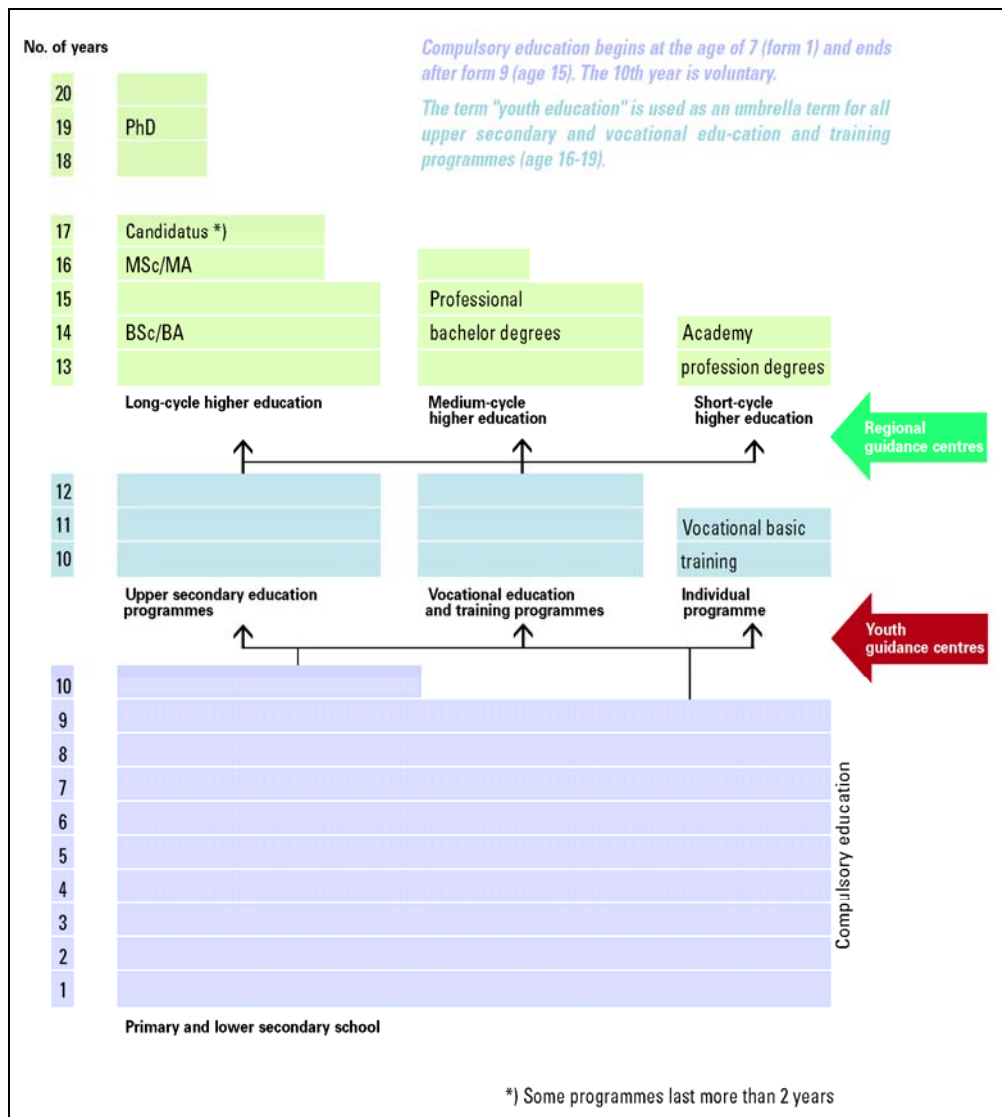 No. of years
Compulsory education begins at the age of 7 (form 1) and ends
after form 9 (age 15). The 10th year is voluntary.
The term "youth education" is used as an umbrella term for all
upper secondary and vocational edu-cation and training
programmes (age 16-19).
20
19 PhD
18
17 Candidatus *)
16 MSc/MA
15 Professional
14 BSc/BA bachelor degrees Academy
13 profession degrees
Long-cycle higher education
Medium-cycle
higher education
Short-cycle
higher education
Regional
guidance centres
12
11 Vocational basic
10 training
Upper secondary education
programmes
Vocational education
and training programmes
Individual
programme
Youth
guidance centres
10
9
8
7
6
5
4
3
2
1
Compulsory education
Primary and lower secondary school
*) Some programmes last more than 2 years